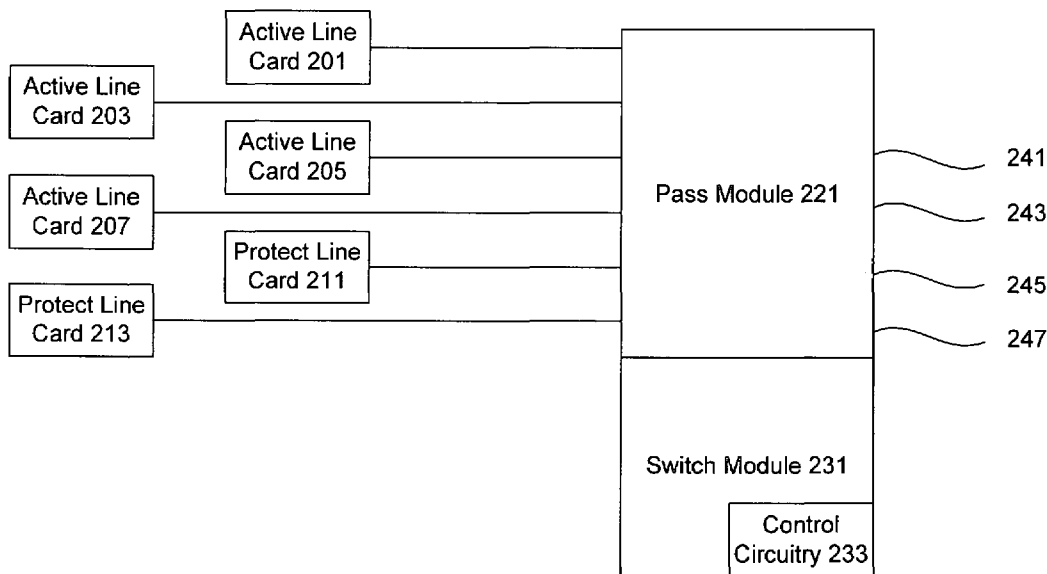 Active Line
Card 201
Active Line
Card 203
Active Line
Card 205
Active Line
Card 207
Protect Line
Card 211
Protect Line
Card 213
Pass Module 221
241
243
245
247
Switch Module 231
Control
Circuitry 233